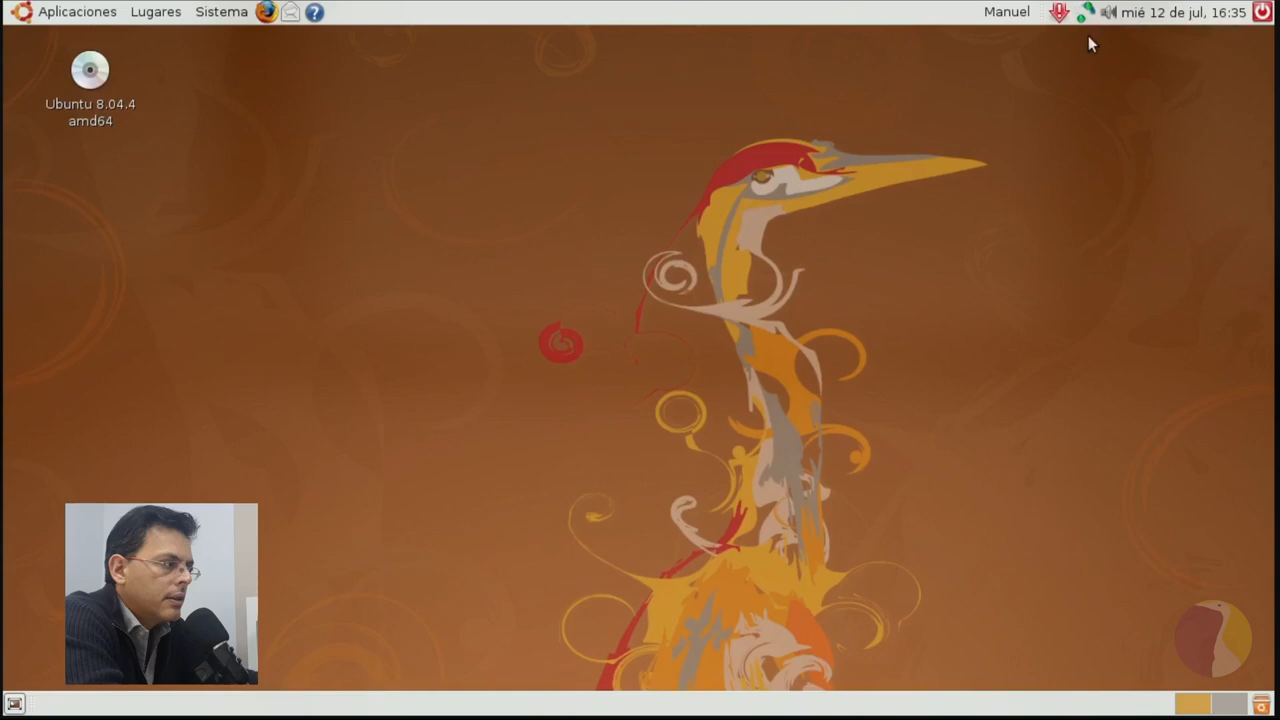 Aplicaciones Lugares Sistema Manuel mié 12 de jul, 16:35
Ubuntu 8.04.4
amd64